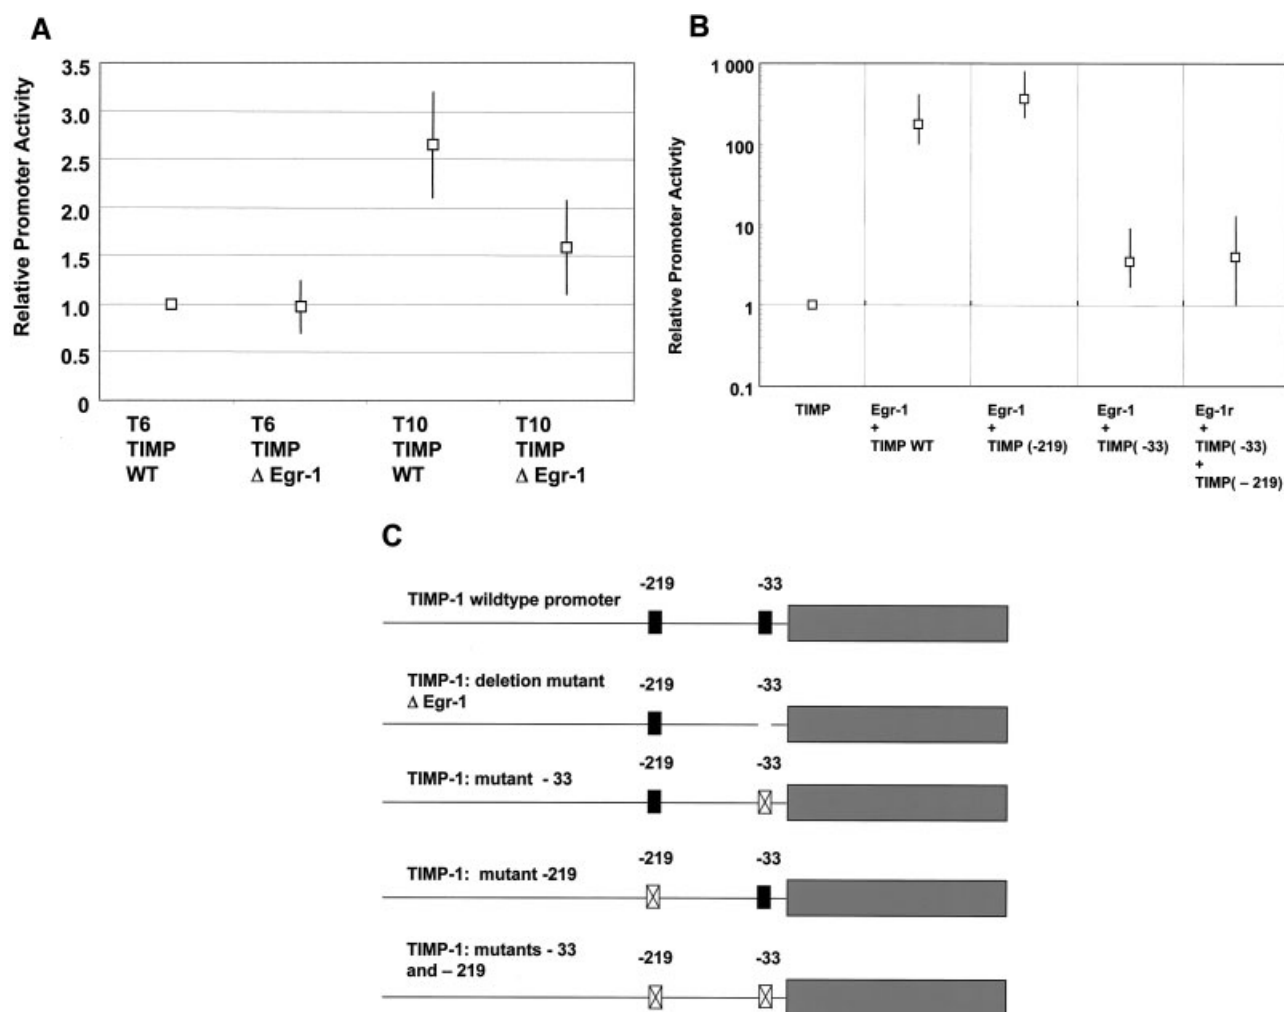 A
Relative Promoter Activity
3.5
3.0
2.5
2.0
1.5
1.0
0.5
0
T6
TIMP
WT
T6
TIMP
Δ Egr-1
T10
TIMP
WT
T10
TIMP
Δ Egr-1
B
Relative Promoter Activtiy
1 000
100
10
1
0.1
TIMP
Egr-1
+
TIMP WT
Egr-1
+
TIMP (-219)
Egr-1
+
TIMP( -33)
Eg-1r
+
TIMP( -33)
+
TIMP( – 219)
C
TIMP-1 wildtype promoter
-219
-33
TIMP-1: deletion mutant
Δ Egr-1
-219
-33
TIMP-1: mutant - 33
-219
-33
TIMP-1: mutant -219
-219
-33
TIMP-1: mutants - 33
and – 219
-219
-33